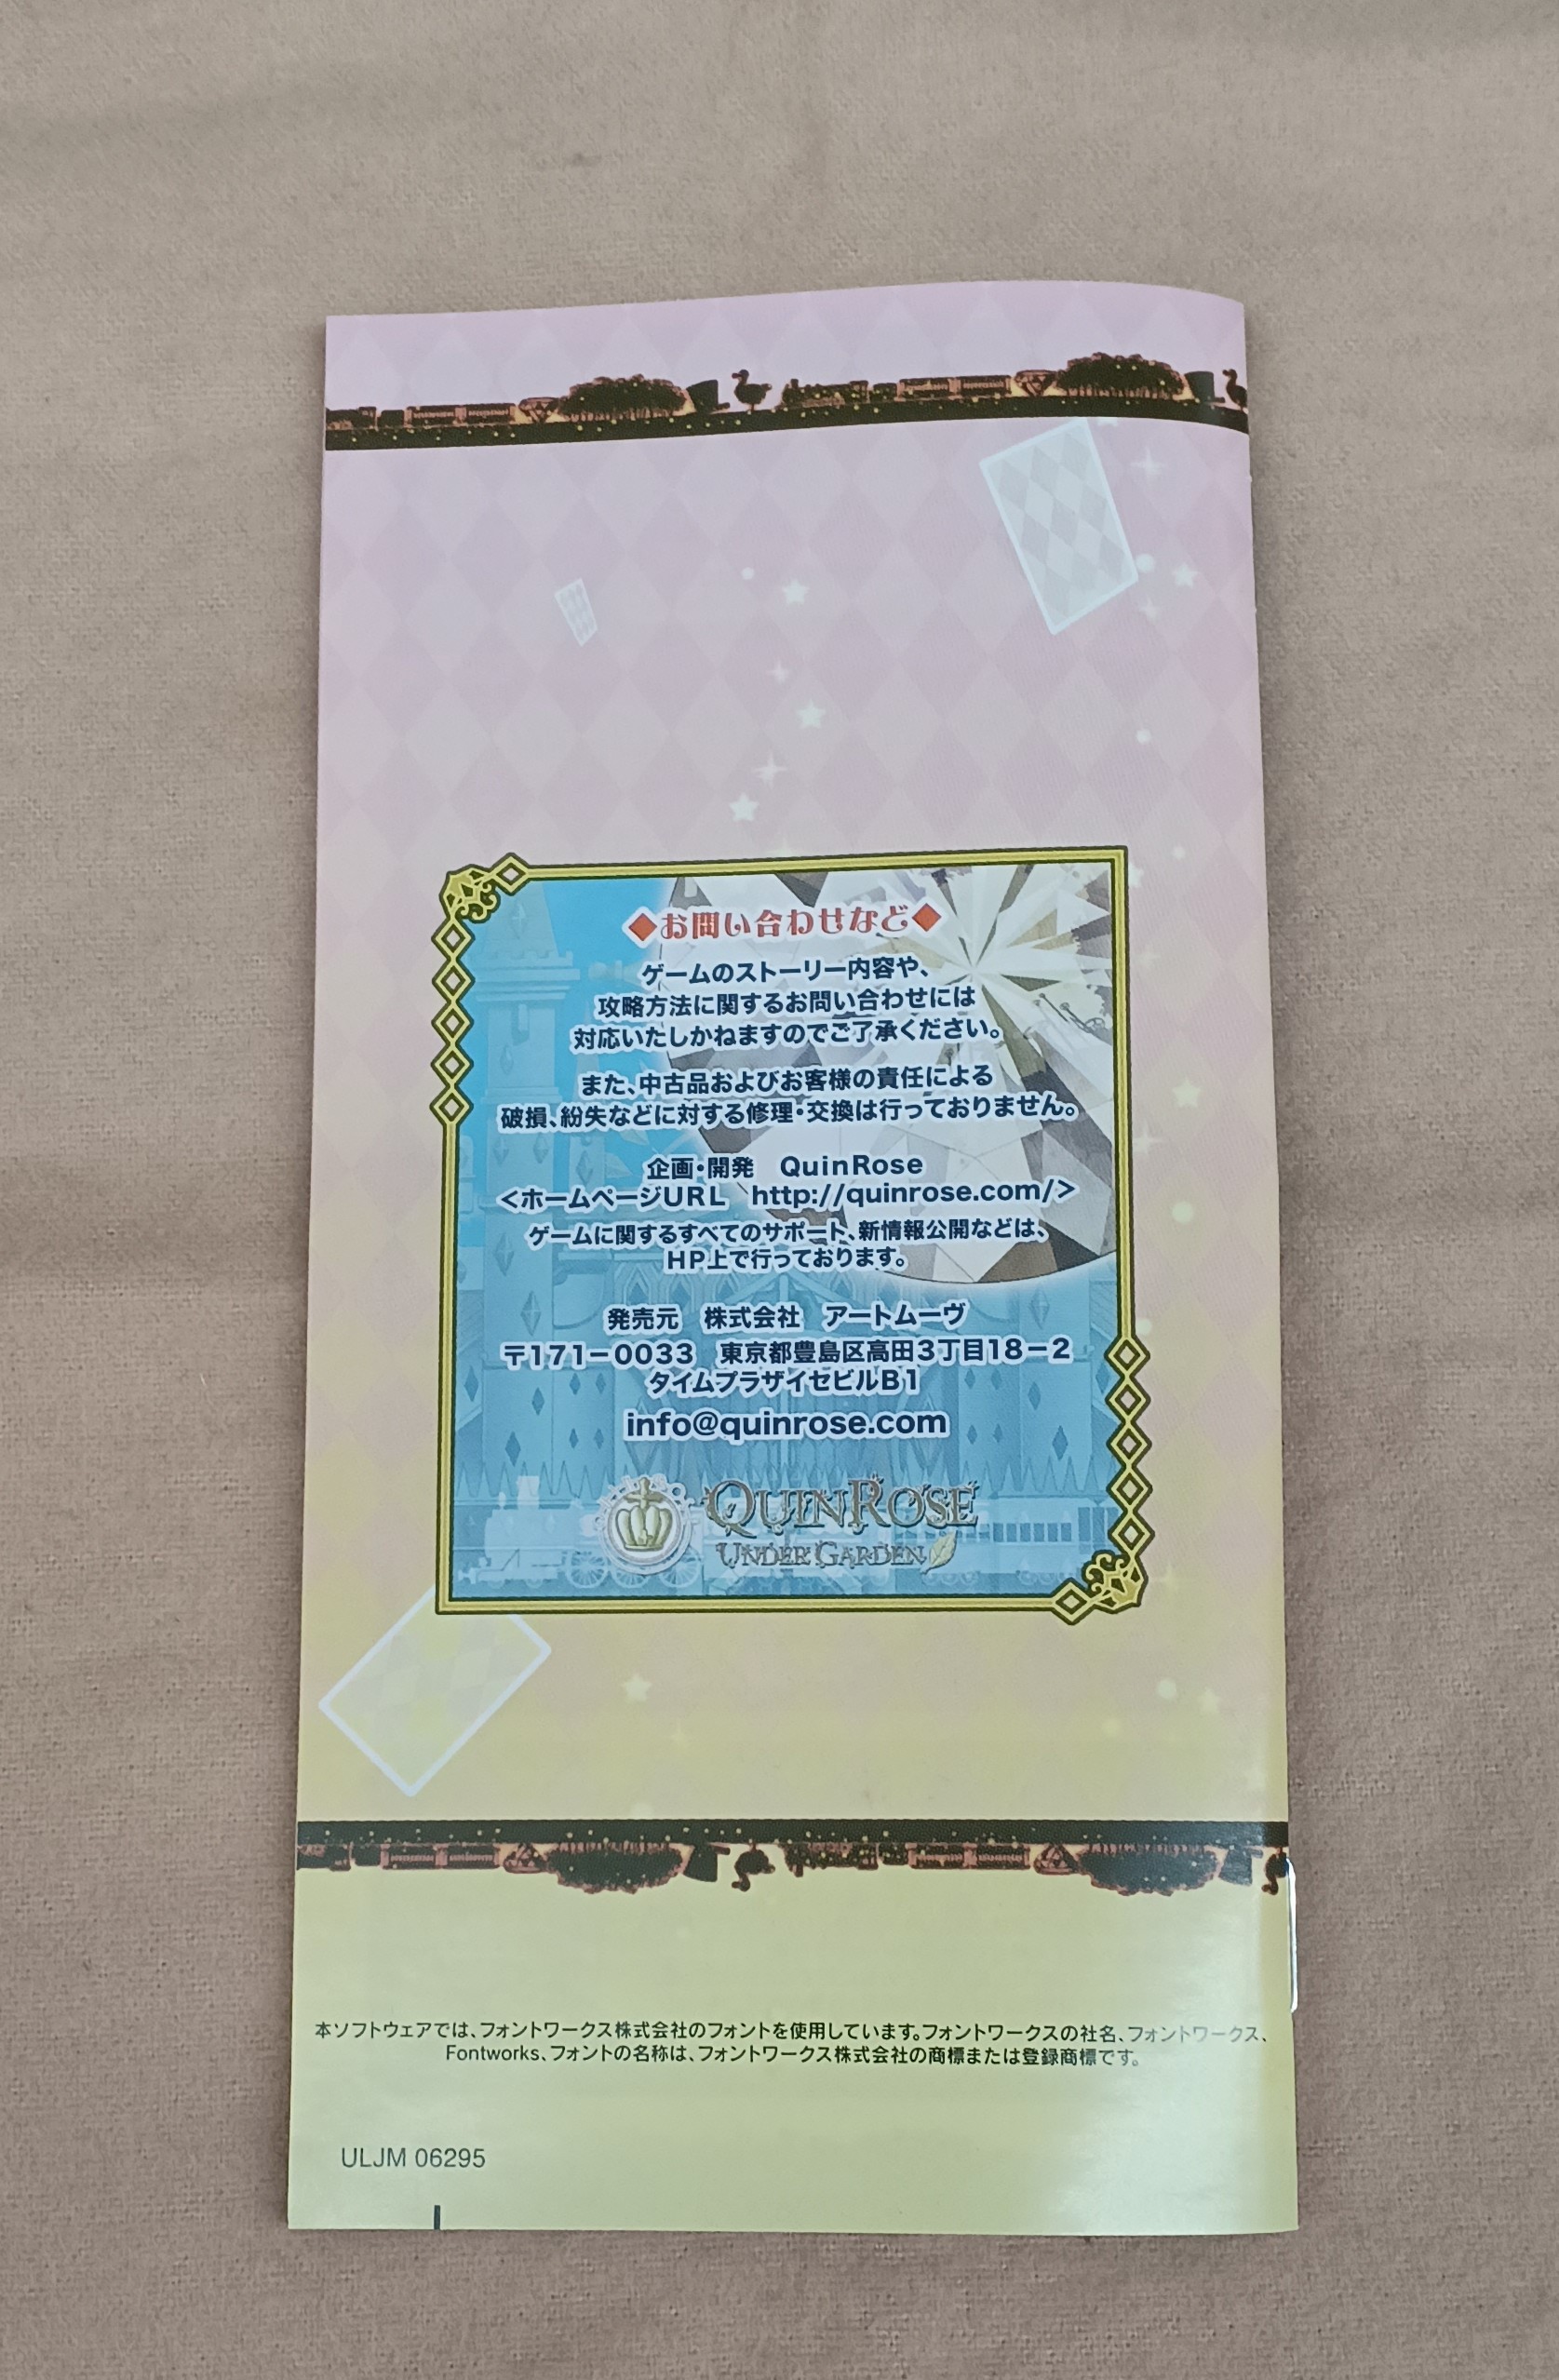 ◆お問い合わせなど◆
ゲームのストーリー内容や、
攻略方法に関するお問い合わせには
対応いたしかねますのでご了承ください。
また、中古品およびお客様の責任による
破損、紛失などに対する修理・交換は行っておりません。
企画・開発　QuinRose
<ホームページURL　http://quinrose.com/>
ゲームに関するすべてのサポート、新情報公開などは、
HP上で行っております。
発売元　株式会社　アートムーヴ
〒171-0033　東京都豊島区高田3丁目18-2
タイムプラザイセビルB1
info@quinrose.com
QUINROSE
UNDER GARDEN
本ソフトウェアでは、フォントワークス株式会社のフォントを使用しています。フォントワークスの社名、フォントワークス、
Fontworks、フォントの名称は、フォントワークス株式会社の商標または登録商標です。
ULJM 06295